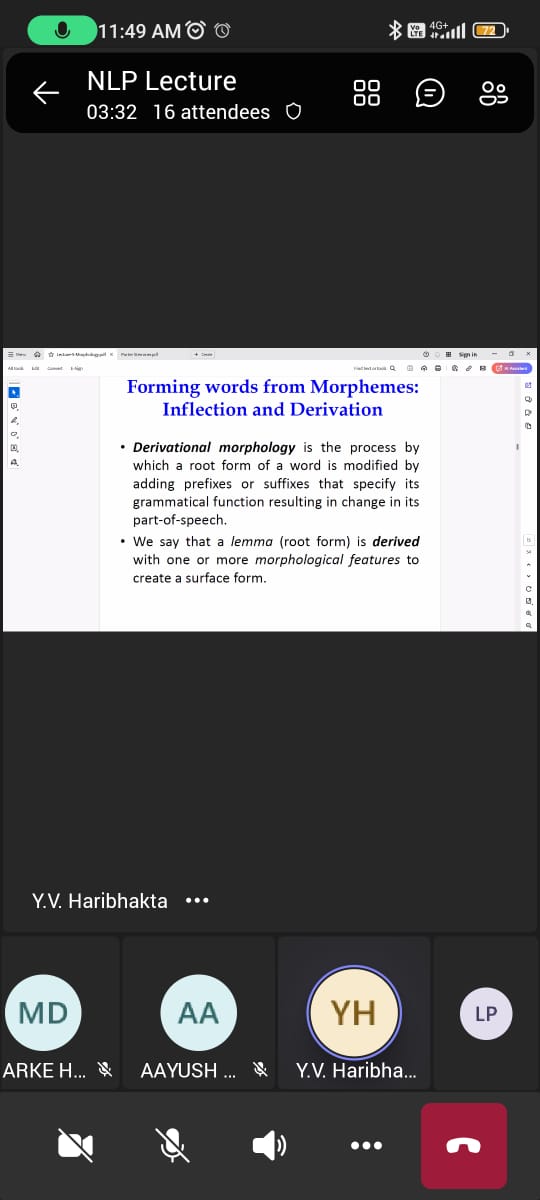 11:49 AM
Vo LTE 4G+ 72
NLP Lecture
03:32 16 attendees
Menu Lecture-5-Morphology.pdf × Porter Stemmer.pdf + Create Sign in
All tools Edit Convert E-Sign Find text or tools AI Assistant
Forming words from Morphemes:
Inflection and Derivation
• Derivational morphology is the process by
which a root form of a word is modified by
adding prefixes or suffixes that specify its
grammatical function resulting in change in its
part-of-speech.
• We say that a lemma (root form) is derived
with one or more morphological features to
create a surface form.
Y.V. Haribhakta
MD AA YH LP
ARKE H... AAYUSH ... Y.V. Haribha...